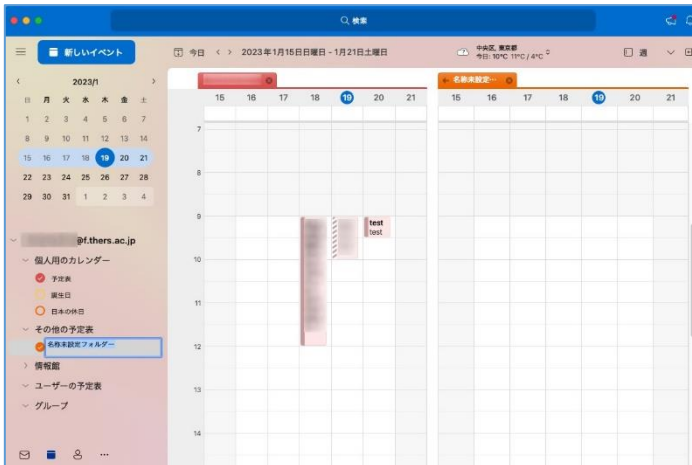 検索
新しいイベント
今日 < > 2023年1月15日日曜日 - 1月21日土曜日
中央区, 東京都
今日: 10°C 11°C / 4°C
週
2023/1
日 月 火 水 木 金 土
1 2 3 4 5 6 7
8 9 10 11 12 13 14
15 16 17 18 19 20 21
22 23 24 25 26 27 28
29 30 31 1 2 3 4
@f.thers.ac.jp
個人用のカレンダー
予定表
誕生日
日本の休日
その他の予定表
名称未設定フォルダー
情報館
ユーザーの予定表
グループ
15 16 17 18 19 20 21
7
8
9
10
11
12
13
14
test
test
名称未設定…
15 16 17 18 19 20 21